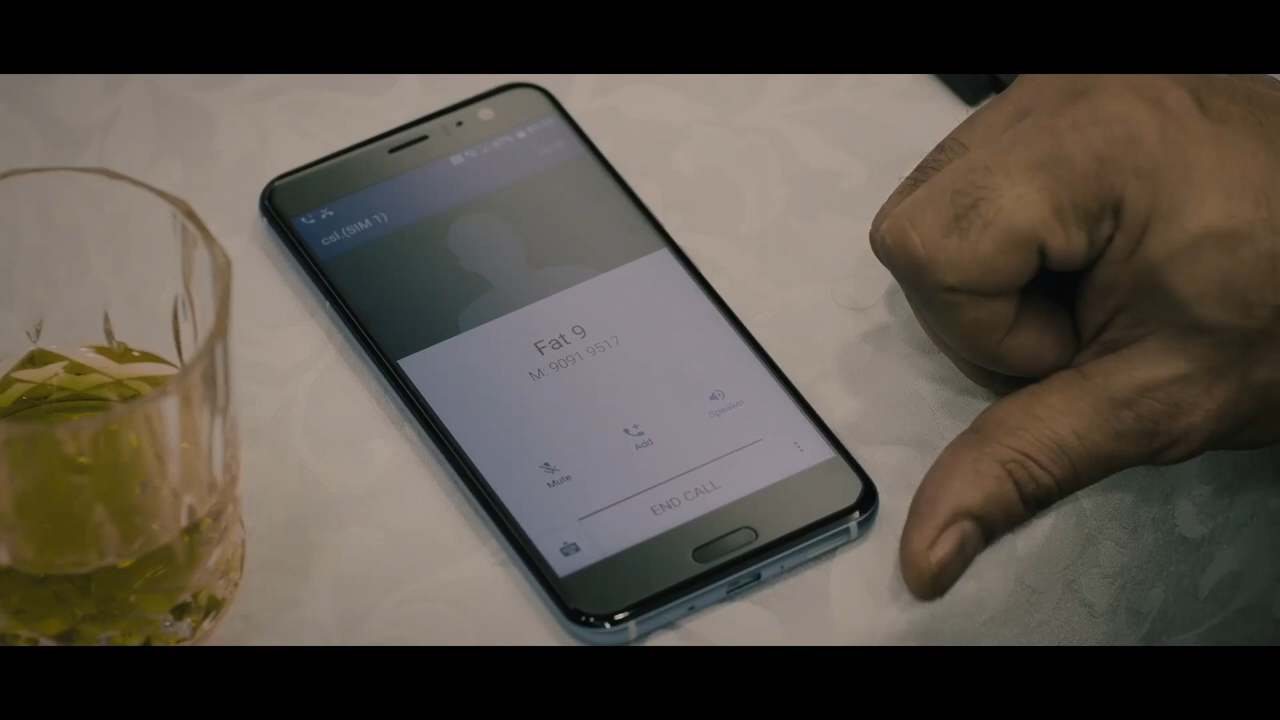 csl.(SIM 1)
Fat 9
M: 9091 9517
Mute
Add
Speaker
END CALL